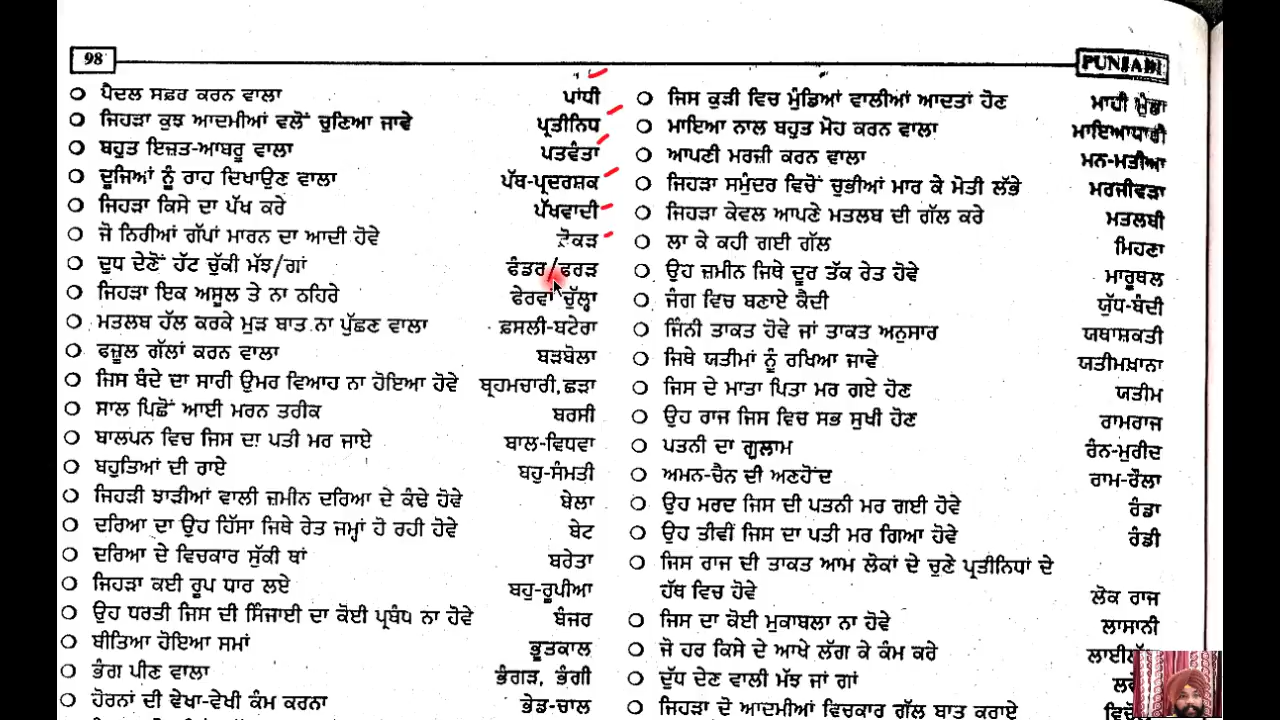 98
PUNJABI
ਪੈਦਲ ਸਫ਼ਰ ਕਰਨ ਵਾਲਾ ਪਾਂਧੀ
ਜਿਹੜਾ ਕੁਝ ਆਦਮੀਆਂ ਵਲੋਂ ਚੁਣਿਆ ਜਾਵੇ ਪ੍ਰਤੀਨਿਧ
ਬਹੁਤ ਇਜ਼ਤ-ਆਬਰੂ ਵਾਲਾ ਪਤਵੰਤਾ
ਦੂਜਿਆਂ ਨੂੰ ਰਾਹ ਦਿਖਾਉਣ ਵਾਲਾ ਪੱਥ-ਪ੍ਰਦਰਸ਼ਕ
ਜਿਹੜਾ ਕਿਸੇ ਦਾ ਪੱਖ ਕਰੇ ਪੱਖਵਾਦੀ
ਜੋ ਨਿਰੀਆਂ ਗੱਪਾਂ ਮਾਰਨ ਦਾ ਆਦੀ ਹੋਵੇ
ਦੁਧ ਦੇਣੋਂ ਹੱਟ ਚੁੱਕੀ ਮੱਝ/ਗਾਂ ਫੰਡਰ/ਫਰੜ
ਜਿਹੜਾ ਇਕ ਅਸੂਲ ਤੇ ਨਾ ਠਹਿਰੇ ਫੇਰਵਾਂ ਚੁੱਲ੍ਹਾ
ਮਤਲਬ ਹੱਲ ਕਰਕੇ ਮੁੜ ਬਾਤ ਨਾ ਪੁੱਛਣ ਵਾਲਾ ਫ਼ਸਲੀ-ਬਟੇਰਾ
ਫਜ਼ੂਲ ਗੱਲਾਂ ਕਰਨ ਵਾਲਾ ਬੜਬੋਲਾ
ਜਿਸ ਬੰਦੇ ਦਾ ਸਾਰੀ ਉਮਰ ਵਿਆਹ ਨਾ ਹੋਇਆ ਹੋਵੇ ਬ੍ਰਹਮਚਾਰੀ,ਛੜਾ
ਸਾਲ ਪਿਛੋਂ ਆਈ ਮਰਨ ਤਰੀਕ ਬਰਸੀ
ਬਾਲਪਨ ਵਿਚ ਜਿਸ ਦਾ ਪਤੀ ਮਰ ਜਾਏ ਬਾਲ-ਵਿਧਵਾ
ਬਹੁਤਿਆਂ ਦੀ ਰਾਏ ਬਹੁ-ਸੰਮਤੀ
ਜਿਹੜੀ ਝਾੜੀਆਂ ਵਾਲੀ ਜ਼ਮੀਨ ਦਰਿਆ ਦੇ ਕੰਢੇ ਹੋਵੇ ਬੇਲਾ
ਦਰਿਆ ਦਾ ਉਹ ਹਿੱਸਾ ਜਿਥੇ ਰੇਤ ਜਮ੍ਹਾਂ ਹੋ ਰਹੀ ਹੋਵੇ ਬੇਟ
ਦਰਿਆ ਦੇ ਵਿਚਕਾਰ ਸੁੱਕੀ ਥਾਂ ਬਰੇਤਾ
ਜਿਹੜਾ ਕਈ ਰੂਪ ਧਾਰ ਲਏ ਬਹੁ-ਰੂਪੀਆ
ਉਹ ਧਰਤੀ ਜਿਸ ਦੀ ਸਿੰਜਾਈ ਦਾ ਕੋਈ ਪ੍ਰਬੰਧ ਨਾ ਹੋਵੇ ਬੰਜਰ
ਬੀਤਿਆ ਹੋਇਆ ਸਮਾਂ ਭੂਤਕਾਲ
ਭੰਗ ਪੀਣ ਵਾਲਾ ਭੰਗੜ, ਭੰਗੀ
ਹੋਰਨਾਂ ਦੀ ਵੇਖਾ-ਵੇਖੀ ਕੰਮ ਕਰਨਾ ਭੇਡ-ਚਾਲ
ਜਿਸ ਕੁੜੀ ਵਿਚ ਮੁੰਡਿਆਂ ਵਾਲੀਆਂ ਆਦਤਾਂ ਹੋਣ ਮਾਹੀ ਮੁੰਡਾ
ਮਾਇਆ ਨਾਲ ਬਹੁਤ ਮੋਹ ਕਰਨ ਵਾਲਾ ਮਾਇਆਧਾਰੀ
ਆਪਣੀ ਮਰਜ਼ੀ ਕਰਨ ਵਾਲਾ ਮਨ-ਮਤੀਆ
ਜਿਹੜਾ ਸਮੁੰਦਰ ਵਿਚੋਂ ਚੁਭੀਆਂ ਮਾਰ ਕੇ ਮੋਤੀ ਲੱਭੇ ਮਰਜੀਵੜਾ
ਜਿਹੜਾ ਕੇਵਲ ਆਪਣੇ ਮਤਲਬ ਦੀ ਗੱਲ ਕਰੇ ਮਤਲਬੀ
ਲਾ ਕੇ ਕਹੀ ਗਈ ਗੱਲ ਮਿਹਣਾ
ਉਹ ਜ਼ਮੀਨ ਜਿਥੇ ਦੂਰ ਤੱਕ ਰੇਤ ਹੋਵੇ ਮਾਰੂਥਲ
ਜੰਗ ਵਿਚ ਬਣਾਏ ਕੈਦੀ ਯੁੱਧ-ਬੰਦੀ
ਜਿੰਨੀ ਤਾਕਤ ਹੋਵੇ ਜਾਂ ਤਾਕਤ ਅਨੁਸਾਰ ਯਥਾਸ਼ਕਤੀ
ਜਿਥੇ ਯਤੀਮਾਂ ਨੂੰ ਰਖਿਆ ਜਾਵੇ ਯਤੀਮਖ਼ਾਨਾ
ਜਿਸ ਦੇ ਮਾਤਾ ਪਿਤਾ ਮਰ ਗਏ ਹੋਣ ਯਤੀਮ
ਉਹ ਰਾਜ ਜਿਸ ਵਿਚ ਸਭ ਸੁਖੀ ਹੋਣ ਰਾਮਰਾਜ
ਪਤਨੀ ਦਾ ਗੁਲਾਮ ਰੰਨ-ਮੁਰੀਦ
ਅਮਨ-ਚੈਨ ਦੀ ਅਣਹੋਂਦ ਰਾਮ-ਰੌਲਾ
ਉਹ ਮਰਦ ਜਿਸ ਦੀ ਪਤਨੀ ਮਰ ਗਈ ਹੋਵੇ ਰੰਡਾ
ਉਹ ਤੀਵੀਂ ਜਿਸ ਦਾ ਪਤੀ ਮਰ ਗਿਆ ਹੋਵੇ ਰੰਡੀ
ਜਿਸ ਰਾਜ ਦੀ ਤਾਕਤ ਆਮ ਲੋਕਾਂ ਦੇ ਚੁਣੇ ਪ੍ਰਤੀਨਿਧਾਂ ਦੇ
ਹੱਥ ਵਿਚ ਹੋਵੇ ਲੋਕ ਰਾਜ
ਜਿਸ ਦਾ ਕੋਈ ਮੁਕਾਬਲਾ ਨਾ ਹੋਵੇ ਲਾਸਾਨੀ
ਜੋ ਹਰ ਕਿਸੇ ਦੇ ਆਖੇ ਲੱਗ ਕੇ ਕੰਮ ਕਰੇ
ਦੁੱਧ ਦੇਣ ਵਾਲੀ ਮੱਝ ਜਾਂ ਗਾਂ
ਜਿਹੜਾ ਦੋ ਆਦਮੀਆਂ ਵਿਚਕਾਰ ਗੱਲ ਬਾਤ ਕਰਾਏ